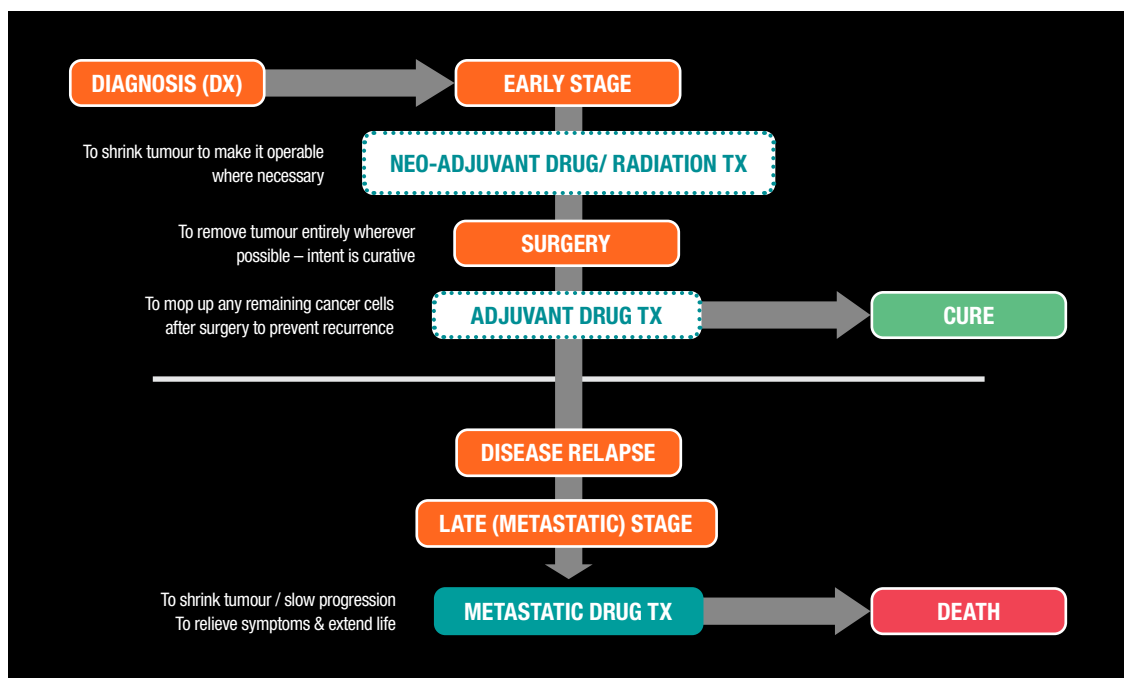 DIAGNOSIS (DX)
EARLY STAGE
To shrink tumour to make it operable
where necessary
NEO-ADJUVANT DRUG/ RADIATION TX
To remove tumour entirely wherever
possible – intent is curative
SURGERY
To mop up any remaining cancer cells
after surgery to prevent recurrence
ADJUVANT DRUG TX
CURE
DISEASE RELAPSE
LATE (METASTATIC) STAGE
To shrink tumour / slow progression
To relieve symptoms & extend life
METASTATIC DRUG TX
DEATH